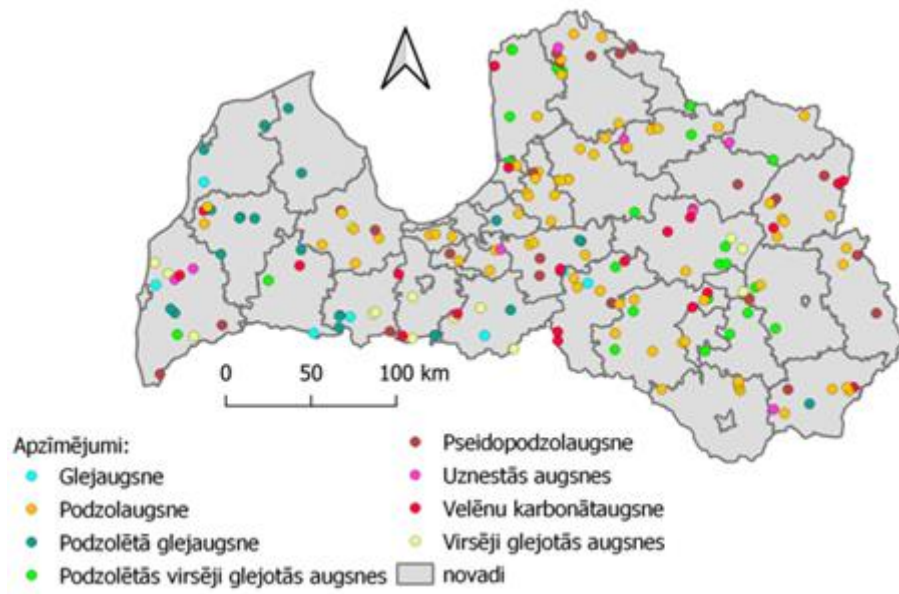 0 50 100 km
Apzīmējumi:
Glejaugsne
Podzolaugsne
Podzolētā glejaugsne
Podzolētās virsēji glejotās augsnes
Pseidopodzolaugsne
Uznestās augsnes
Velēnu karbonātaugsne
Virsēji glejotās augsnes
novadi